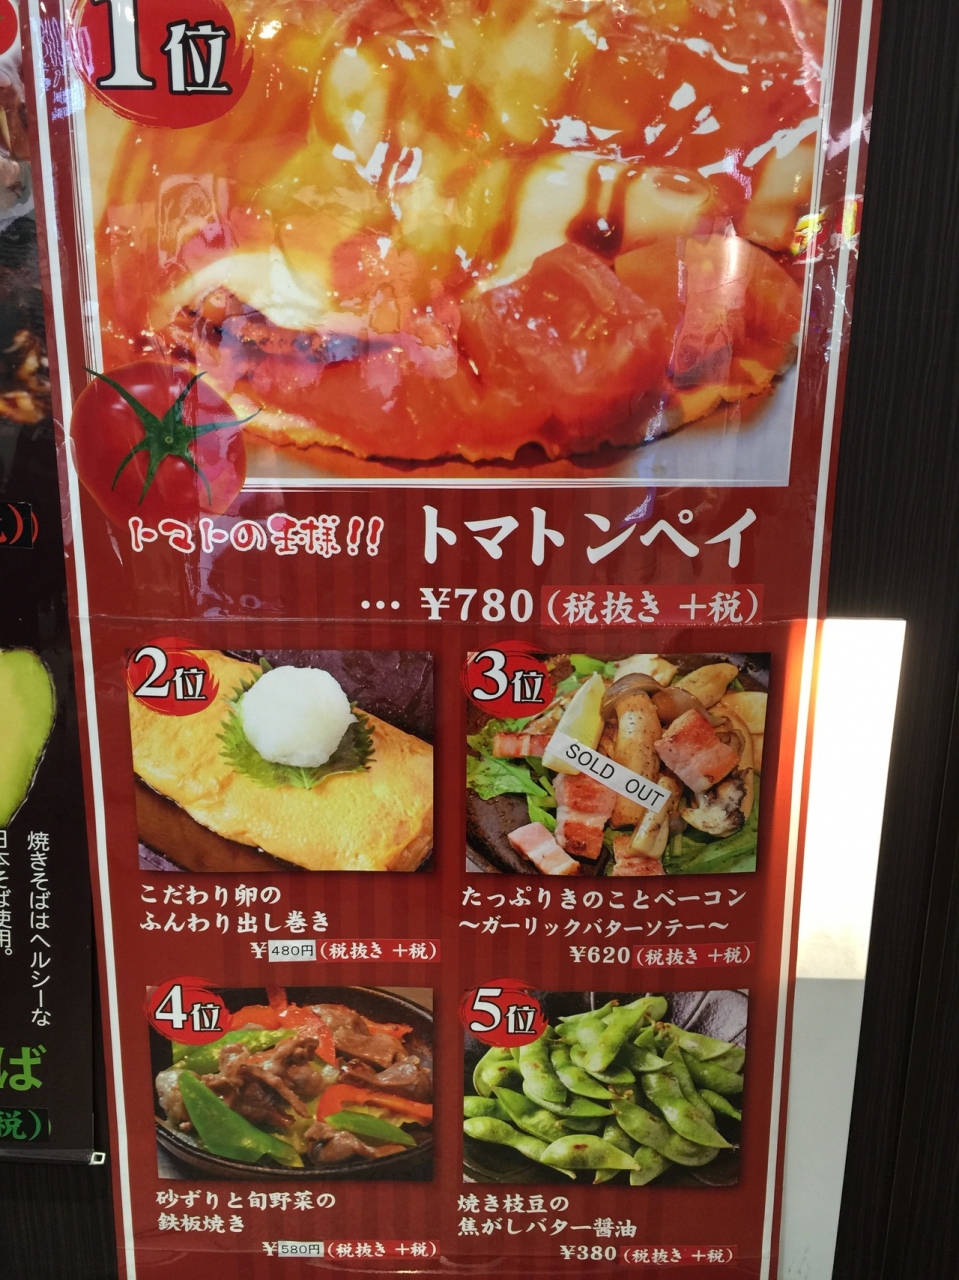 1位
トマトの王様!!
トマトンペイ
… ¥780(税抜き +税)
2位
こだわり卵の
ふんわり出し巻き
¥480円(税抜き +税)
3位
SOLD OUT
たっぷりきのことベーコン
〜ガーリックバターソテー〜
¥620(税抜き +税)
4位
砂ずりと旬野菜の
鉄板焼き
¥580円(税抜き +税)
5位
焼き枝豆の
焦がしバター醤油
¥380(税抜き +税)
焼きそばはヘルシーな
日本そば使用。
ば
税)